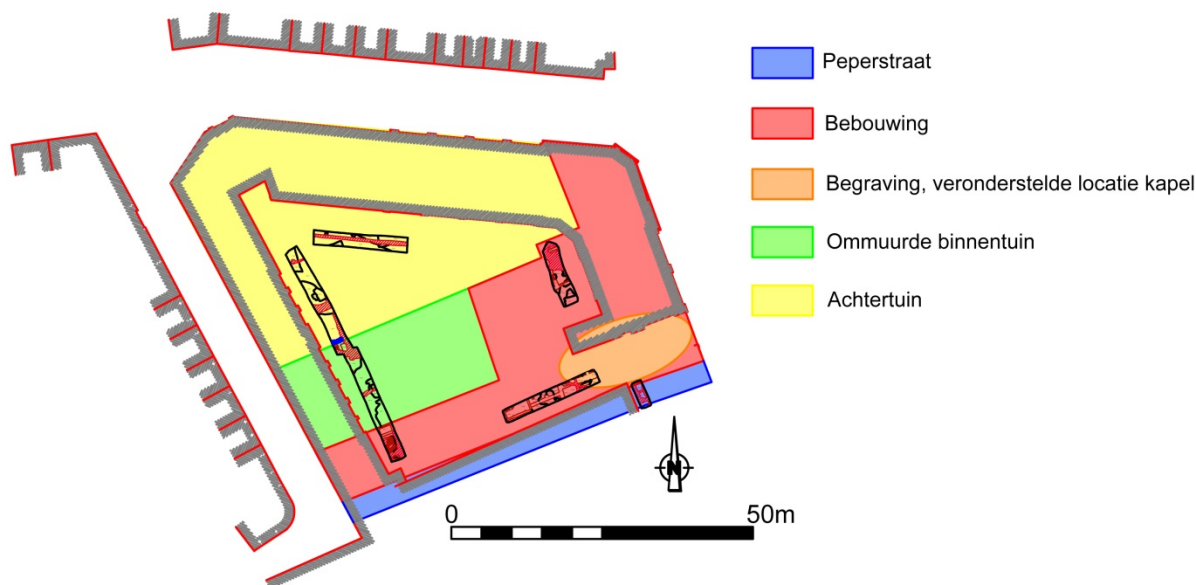 Peperstraat
Bebouwing
Begraving, veronderstelde locatie kapel
Ommuurde binnentuin
Achtertuin
N
0 50m